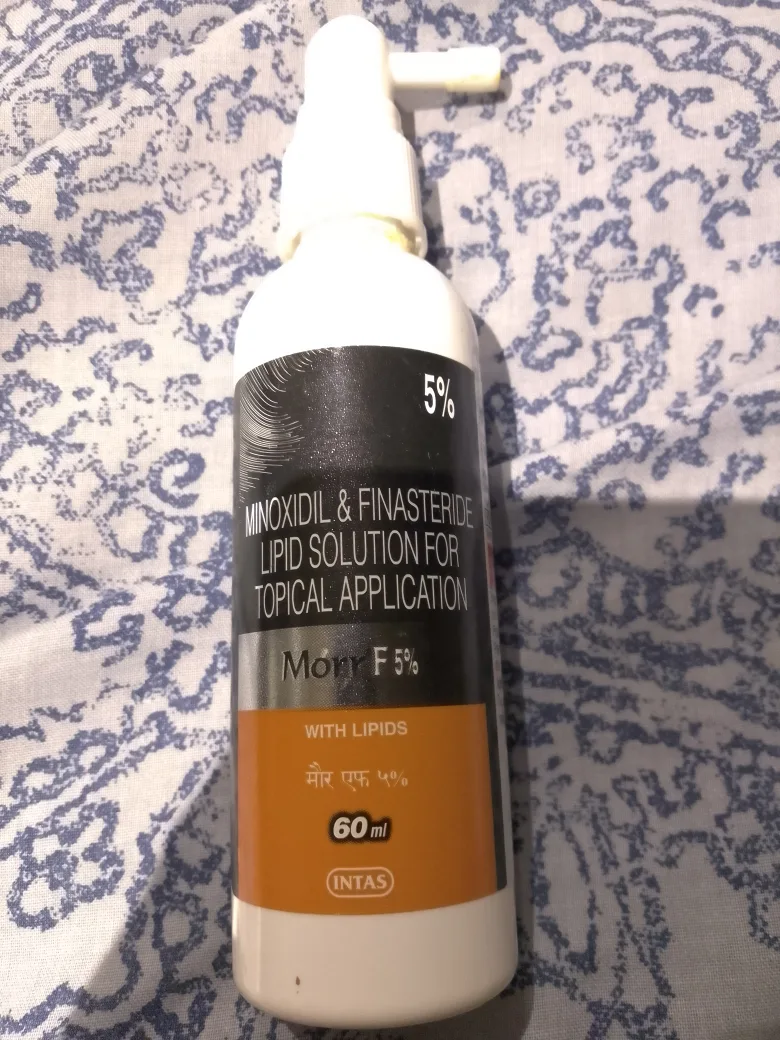 5%
MINOXIDIL & FINASTERIDE
LIPID SOLUTION FOR
TOPICAL APPLICATION
Morr F 5%
WITH LIPIDS
मौर एफ ५%
60 ml
INTAS